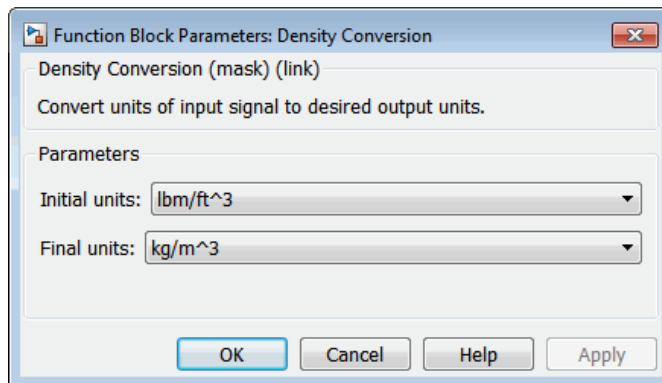 Function Block Parameters: Density Conversion
Density Conversion (mask) (link)
Convert units of input signal to desired output units.
Parameters
Initial units: lbm/ft^3
Final units: kg/m^3
OK Cancel Help Apply